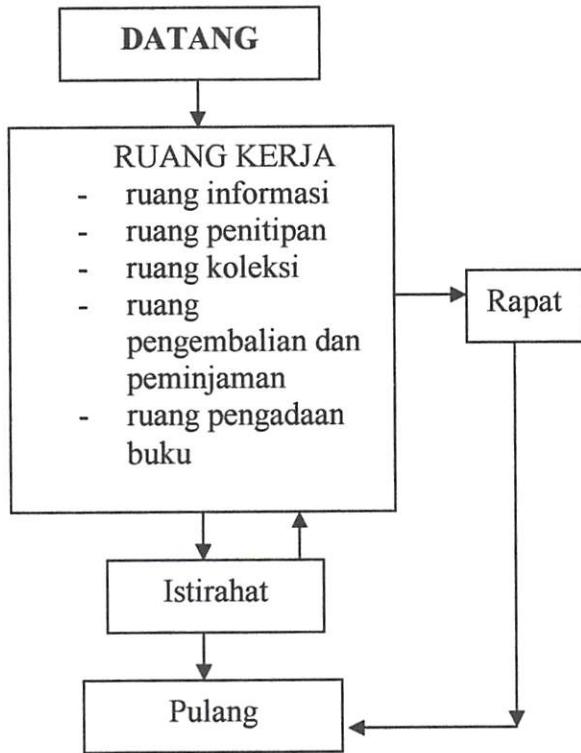 DATANG
RUANG KERJA
- ruang informasi
- ruang penitipan
- ruang koleksi
- ruang
pengembalian dan
peminjaman
- ruang pengadaan
buku
Rapat
Istirahat
Pulang